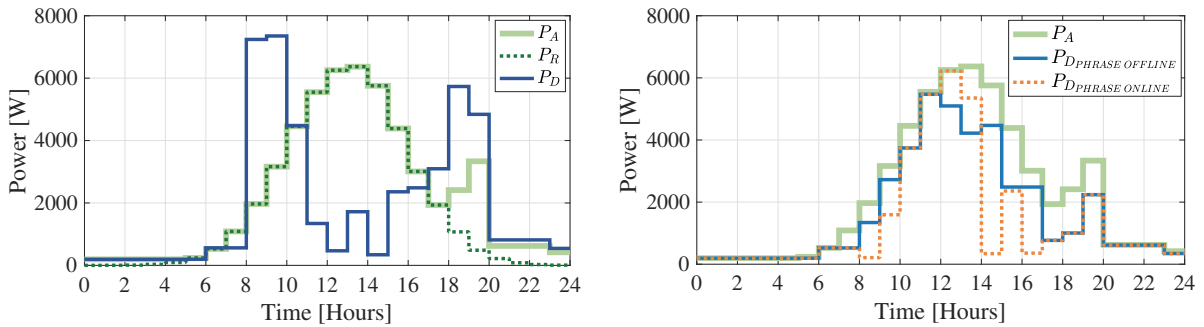 8000
6000
4000
2000
0
Power [W]
0 2 4 6 8 10 12 14 16 18 20 22 24
Time [Hours]
P_A
P_R
P_D
8000
6000
4000
2000
0
Power [W]
0 2 4 6 8 10 12 14 16 18 20 22 24
Time [Hours]
P_A
P_D_PHRASE OFFLINE
P_D_PHRASE ONLINE